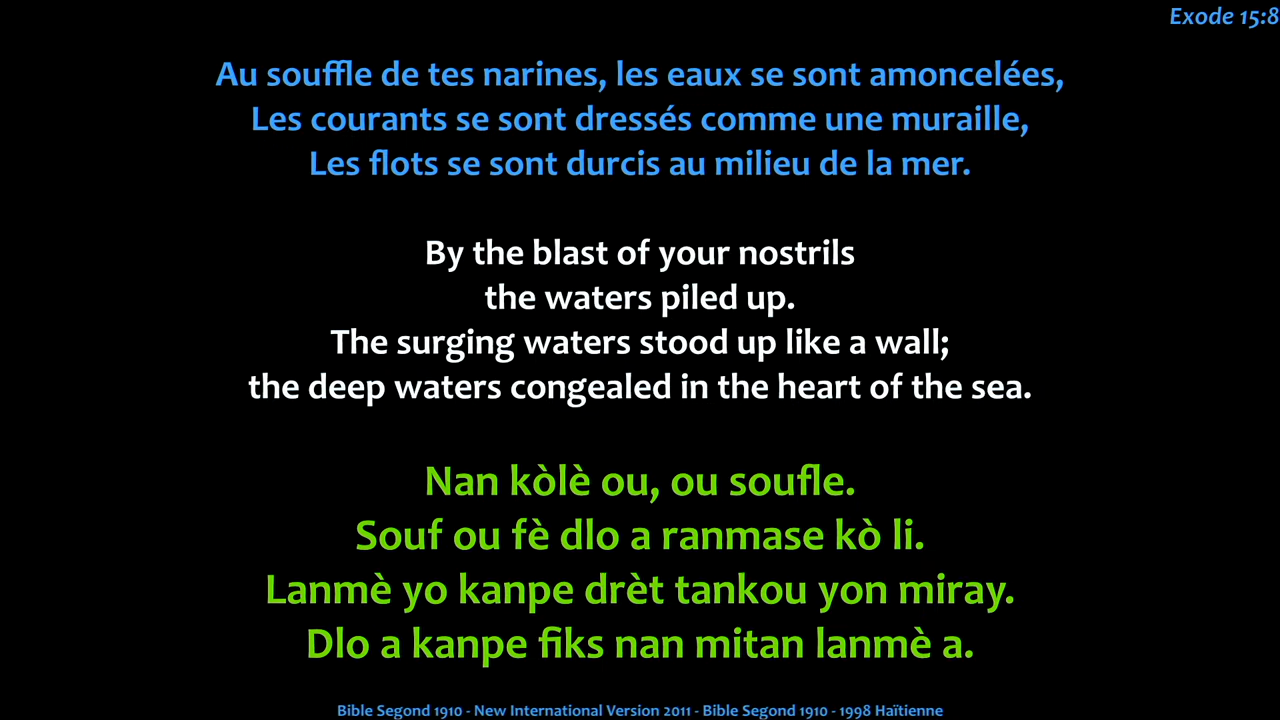 Exode 15:8
Au souffle de tes narines, les eaux se sont amoncelées,
Les courants se sont dressés comme une muraille,
Les flots se sont durcis au milieu de la mer.
By the blast of your nostrils
the waters piled up.
The surging waters stood up like a wall;
the deep waters congealed in the heart of the sea.
Nan kòlè ou, ou soufle.
Souf ou fè dlo a ranmase kò li.
Lanmè yo kanpe drèt tankou yon miray.
Dlo a kanpe fiks nan mitan lanmè a.
Bible Segond 1910 - New International Version 2011 - Bible Segond 1910 - 1998 Haïtienne